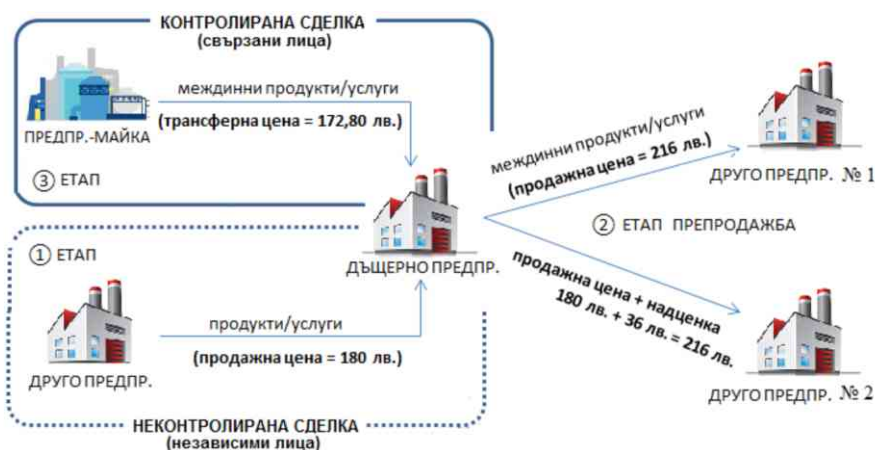 КОНТРОЛИРАНА СДЕЛКА
(свързани лица)
междинни продукти/услуги
(трансферна цена = 172,80 лв.)
ПРЕДПР.-МАЙКА
③ ЕТАП
междинни продукти/услуги
(продажна цена = 216 лв.)
ДРУГО ПРЕДПР. № 1
② ЕТАП ПРЕПРОДАЖБА
① ЕТАП
ДЪЩЕРНО ПРЕДПР.
продажна цена + надценка
180 лв. + 36 лв. = 216 лв.
продукти/услуги
(продажна цена = 180 лв.)
ДРУГО ПРЕДПР.
ДРУГО ПРЕДПР. № 2
НЕКОНТРОЛИРАНА СДЕЛКА
(независими лица)